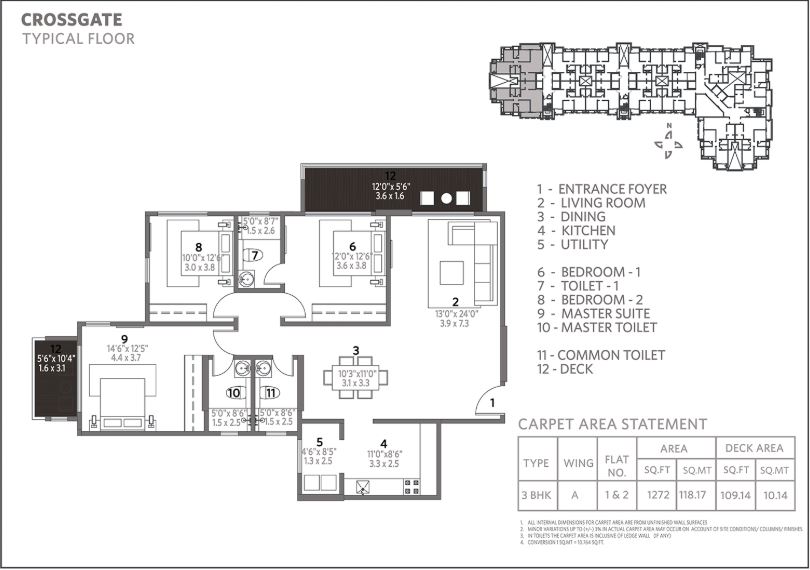 CROSSGATE
TYPICAL FLOOR
N
1 - ENTRANCE FOYER
2 - LIVING ROOM
3 - DINING
4 - KITCHEN
5 - UTILITY
6 - BEDROOM - 1
7 - TOILET - 1
8 - BEDROOM - 2
9 - MASTER SUITE
10 - MASTER TOILET
11 - COMMON TOILET
12 - DECK
12
12'0"x 5'6"
3.6 x 1.6
8
10'0"x 12'6"
3.0 x 3.8
5'0"x 8'7"
1.5 x 2.6
7
6
12'0"x 12'6"
3.6 x 3.8
2
13'0"x 24'0"
3.9 x 7.3
12
5'6"x 10'4"
1.6 x 3.1
9
14'6"x 12'5"
4.4 x 3.7
3
10'3"x11'0"
3.1 x 3.3
10
5'0"x 8'6"
1.5x 2.5
11
5'0"x 8'6"
1.5 x 2.5
1
5
4'6"x 8'5"
1.3 x 2.5
4
11'0"x8'6"
3.3 x 2.5
CARPET AREA STATEMENT
TYPE WING FLAT NO. AREA DECK AREA
SQ.FT SQ.MT SQ.FT SQ.MT
3 BHK A 1 & 2 1272 118.17 109.14 10.14
1. ALL INTERNAL DIMENSIONS FOR CARPET AREA ARE FROM UNFINISHED WALL SURFACES
2. MINOR VARIATIONS UP TO (+/-) 3% IN ACTUAL CARPET AREA MAY OCCUR ON ACCOUNT OF SITE CONDITIONS/ COLUMNS/ FINISHES.
3. IN TOILETS THE CARPET AREA IS INCLUSIVE OF LEDGE WALL (IF ANY)
4. CONVERSION 1 SQ.MT = 10.764 SQ.FT.